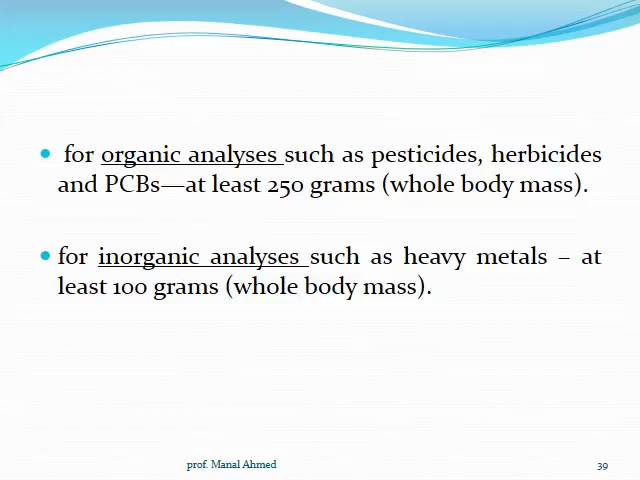 • for organic analyses such as pesticides, herbicides
and PCBs—at least 250 grams (whole body mass).
• for inorganic analyses such as heavy metals – at
least 100 grams (whole body mass).
prof. Manal Ahmed
39